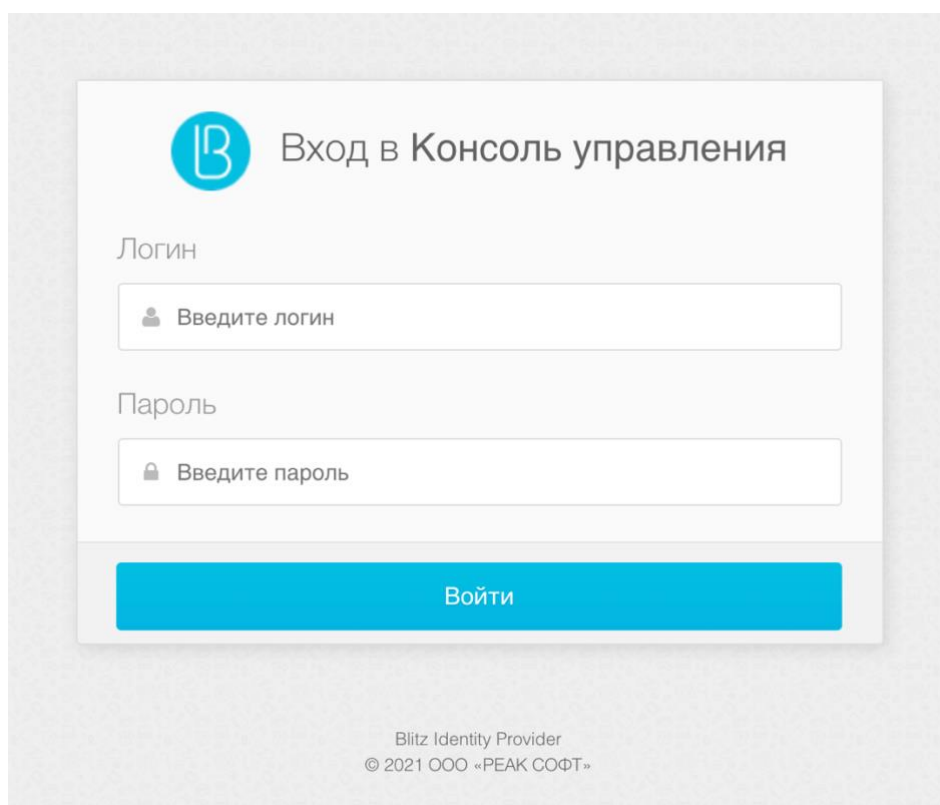 Вход в Консоль управления
Логин
Введите логин
Пароль
Введите пароль
Войти
Blitz Identity Provider
© 2021 ООО «РЕАК СОФТ»